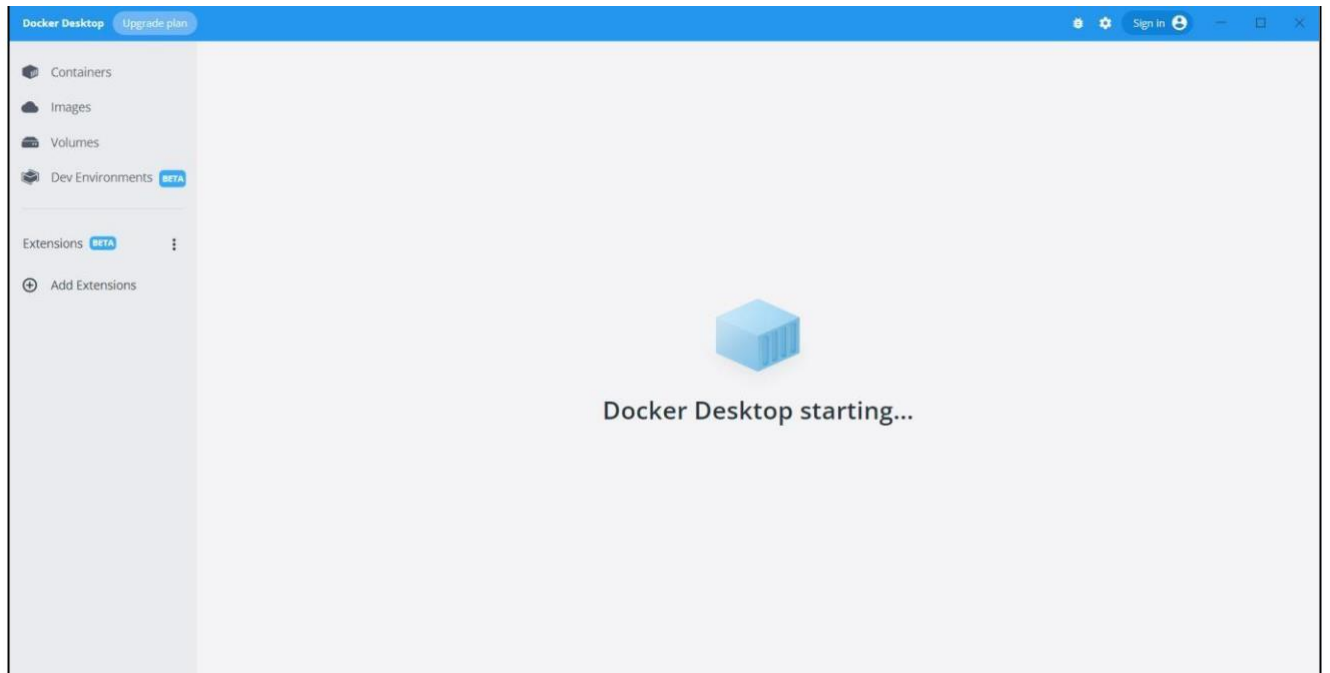 Docker Desktop Upgrade plan Sign in
Containers
Images
Volumes
Dev Environments BETA
Extensions BETA
Add Extensions
Docker Desktop starting...